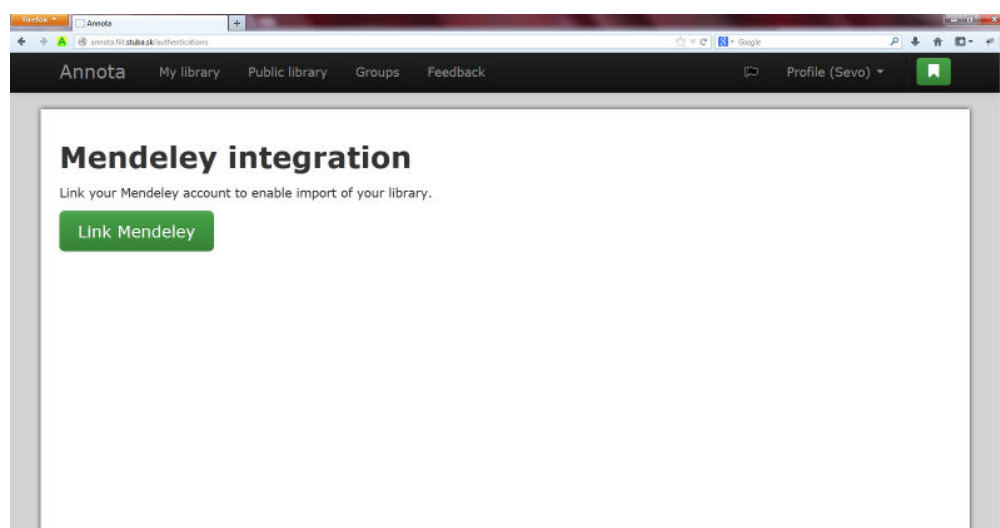 Firefox
Annota
annota.fiit.stuba.sk/authentications
Google
Annota My library Public library Groups Feedback Profile (Sevo)
Mendeley integration
Link your Mendeley account to enable import of your library.
Link Mendeley